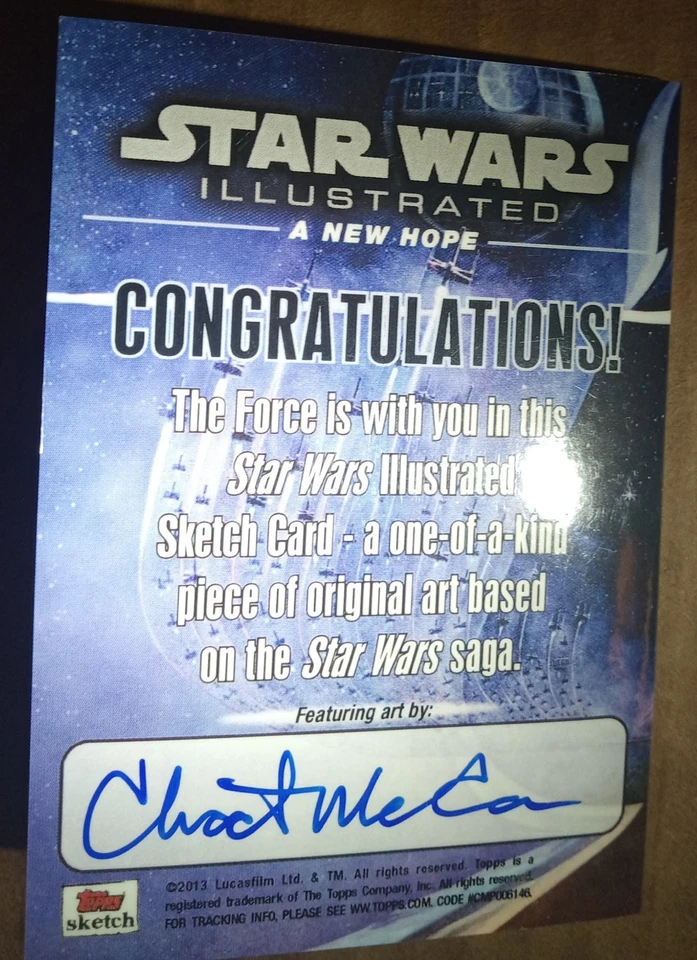 STAR WARS
ILLUSTRATED
A NEW HOPE
CONGRATULATIONS!
The Force is with you in this
Star Wars Illustrated
Sketch Card - a one-of-a-kind
piece of original art based
on the Star Wars saga.
Featuring art by:
©2013 Lucasfilm Ltd. & TM. All rights reserved. Topps is a
registered trademark of The Topps Company, Inc. All rights reserved.
FOR TRACKING INFO, PLEASE SEE WW.TOPPS.COM. CODE #CMP006146.
TOPPS
sketch